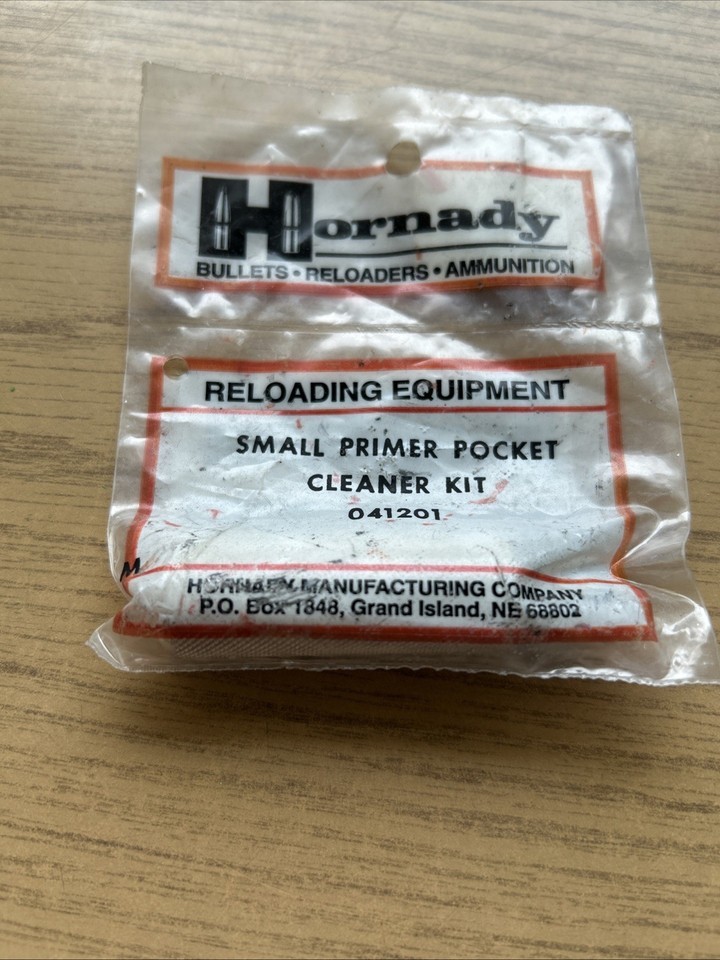 Hornady
BULLETS • RELOADERS • AMMUNITION
RELOADING EQUIPMENT
SMALL PRIMER POCKET
CLEANER KIT
041201
M
HORNADY MANUFACTURING COMPANY
P.O. Box 1848, Grand Island, NE 68802